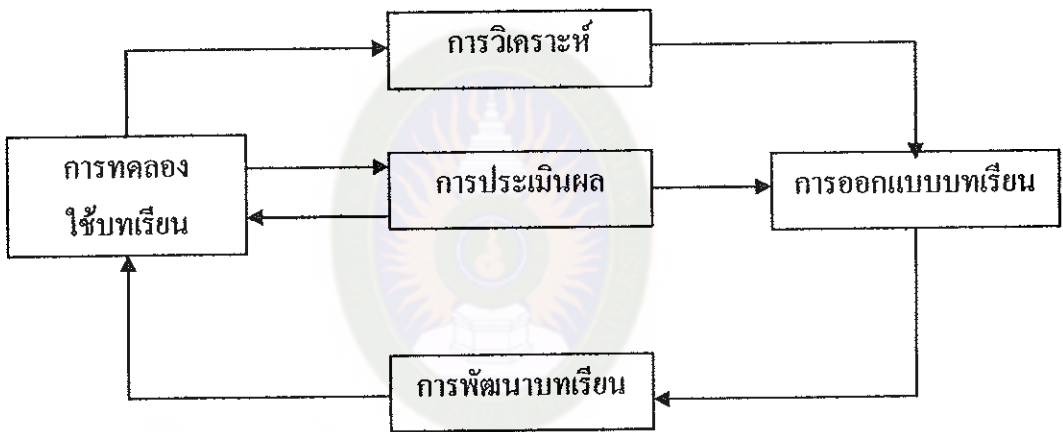 การวิเคราะห์
การทดลอง
ใช้บทเรียน
การประเมินผล
การออกแบบบทเรียน
การพัฒนาบทเรียน